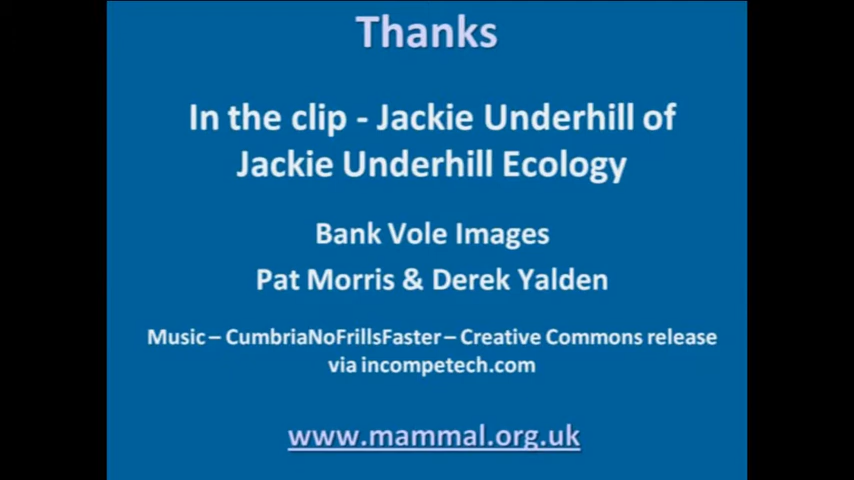 Thanks
In the clip - Jackie Underhill of
Jackie Underhill Ecology
Bank Vole Images
Pat Morris & Derek Yalden
Music – CumbriaNoFrillsFaster – Creative Commons release
via incompetech.com
www.mammal.org.uk